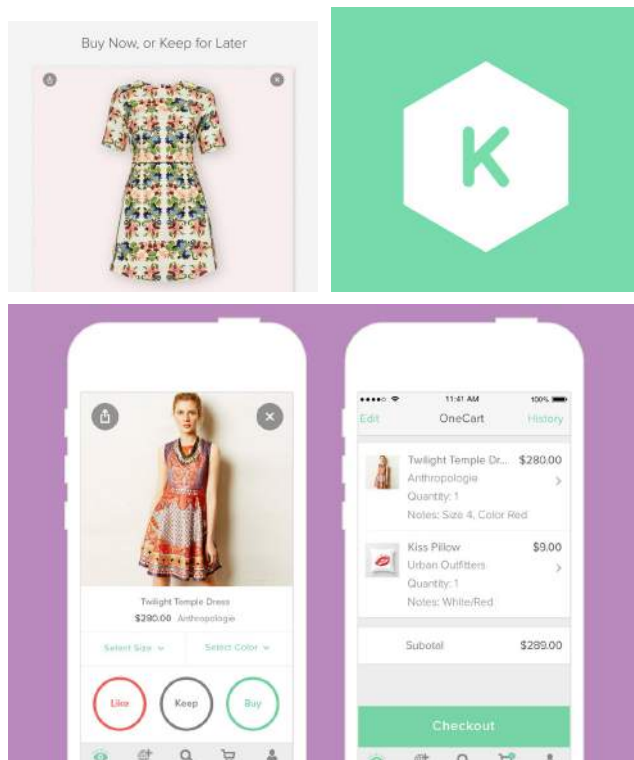 Buy Now, or Keep for Later
K
Twilight Temple Dress
$280.00 Anthropologie
Select Size
Select Color
Like
Keep
Buy
11:41 AM
100%
Edit
OneCart
History
Twilight Temple Dr... $280.00
Anthropologie
Quantity: 1
Notes: Size 4, Color Red
Kiss Pillow $9.00
Urban Outfitters
Quantity: 1
Notes: White/Red
Subotal $289.00
Checkout